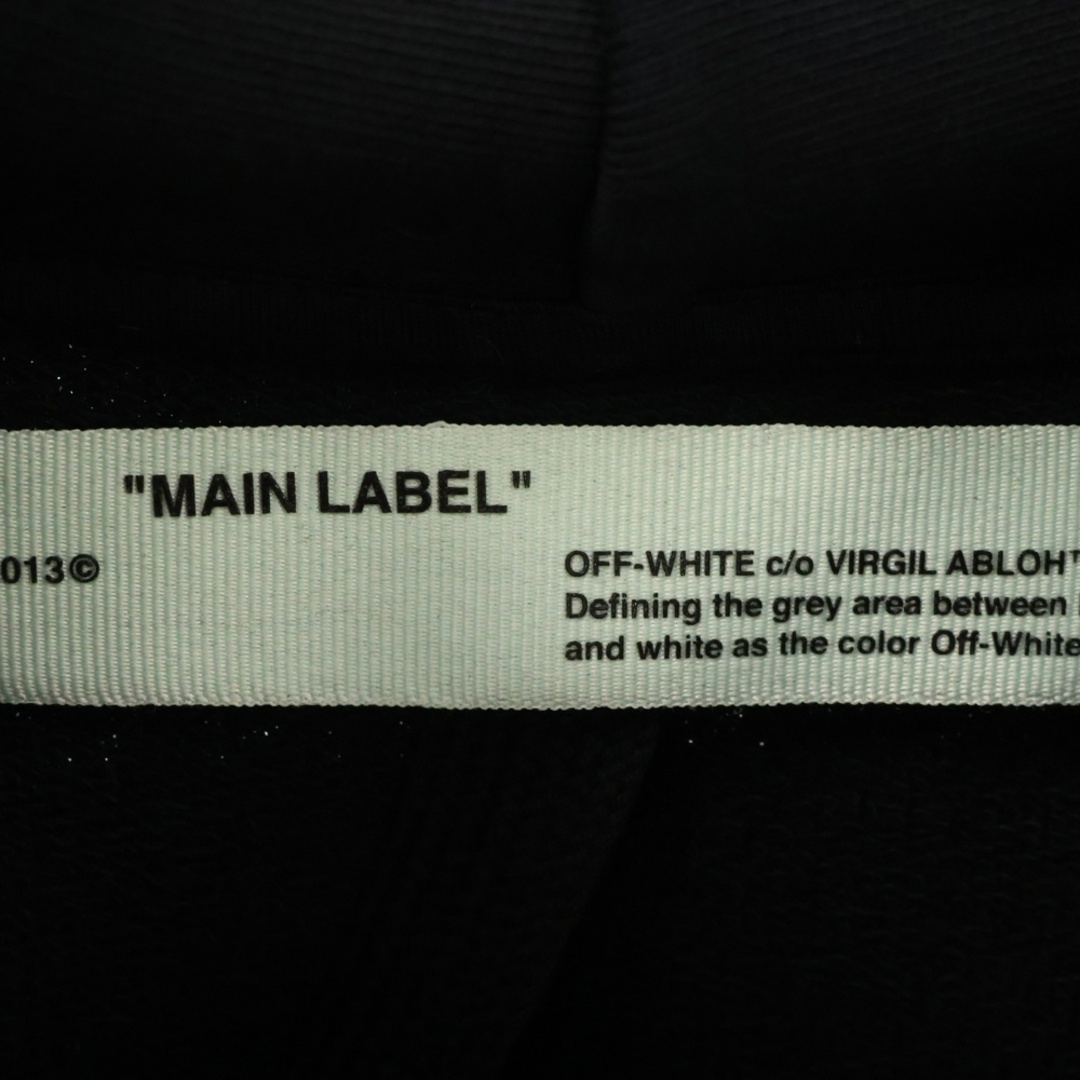 "MAIN LABEL"
013©
OFF-WHITE c/o VIRGIL ABLOH™
Defining the grey area between
and white as the color Off-White